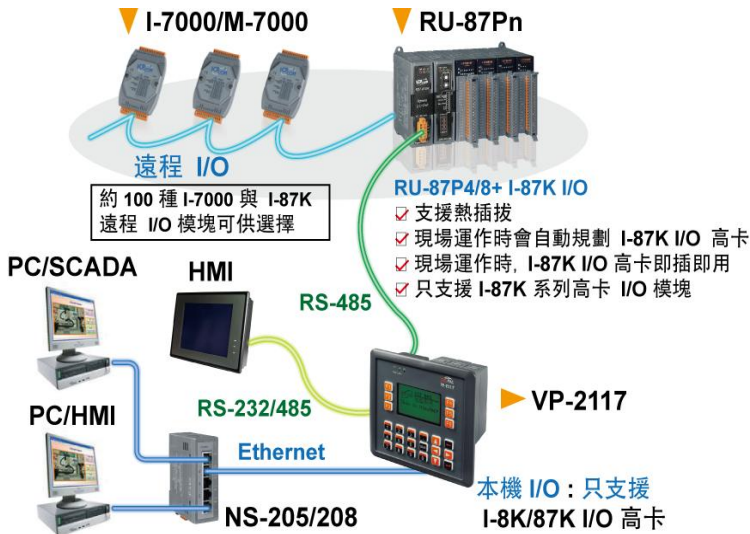 I-7000/M-7000
RU-87Pn
遠程 I/O
約 100 種 I-7000 與 I-87K
遠程 I/O 模塊可供選擇
RU-87P4/8+ I-87K I/O
支援熱插拔
現場運作時會自動規劃 I-87K I/O 高卡
現場運作時, I-87K I/O 高卡即插即用
只支援 I-87K 系列高卡 I/O 模塊
PC/SCADA
HMI
RS-485
RS-232/485
VP-2117
PC/HMI
Ethernet
NS-205/208
本機 I/O : 只支援
I-8K/87K I/O 高卡